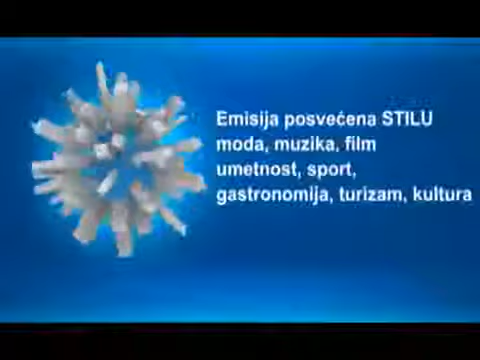 Emisija posvećena STILU
moda, muzika, film
umetnost, sport,
gastronomija, turizam, kultura